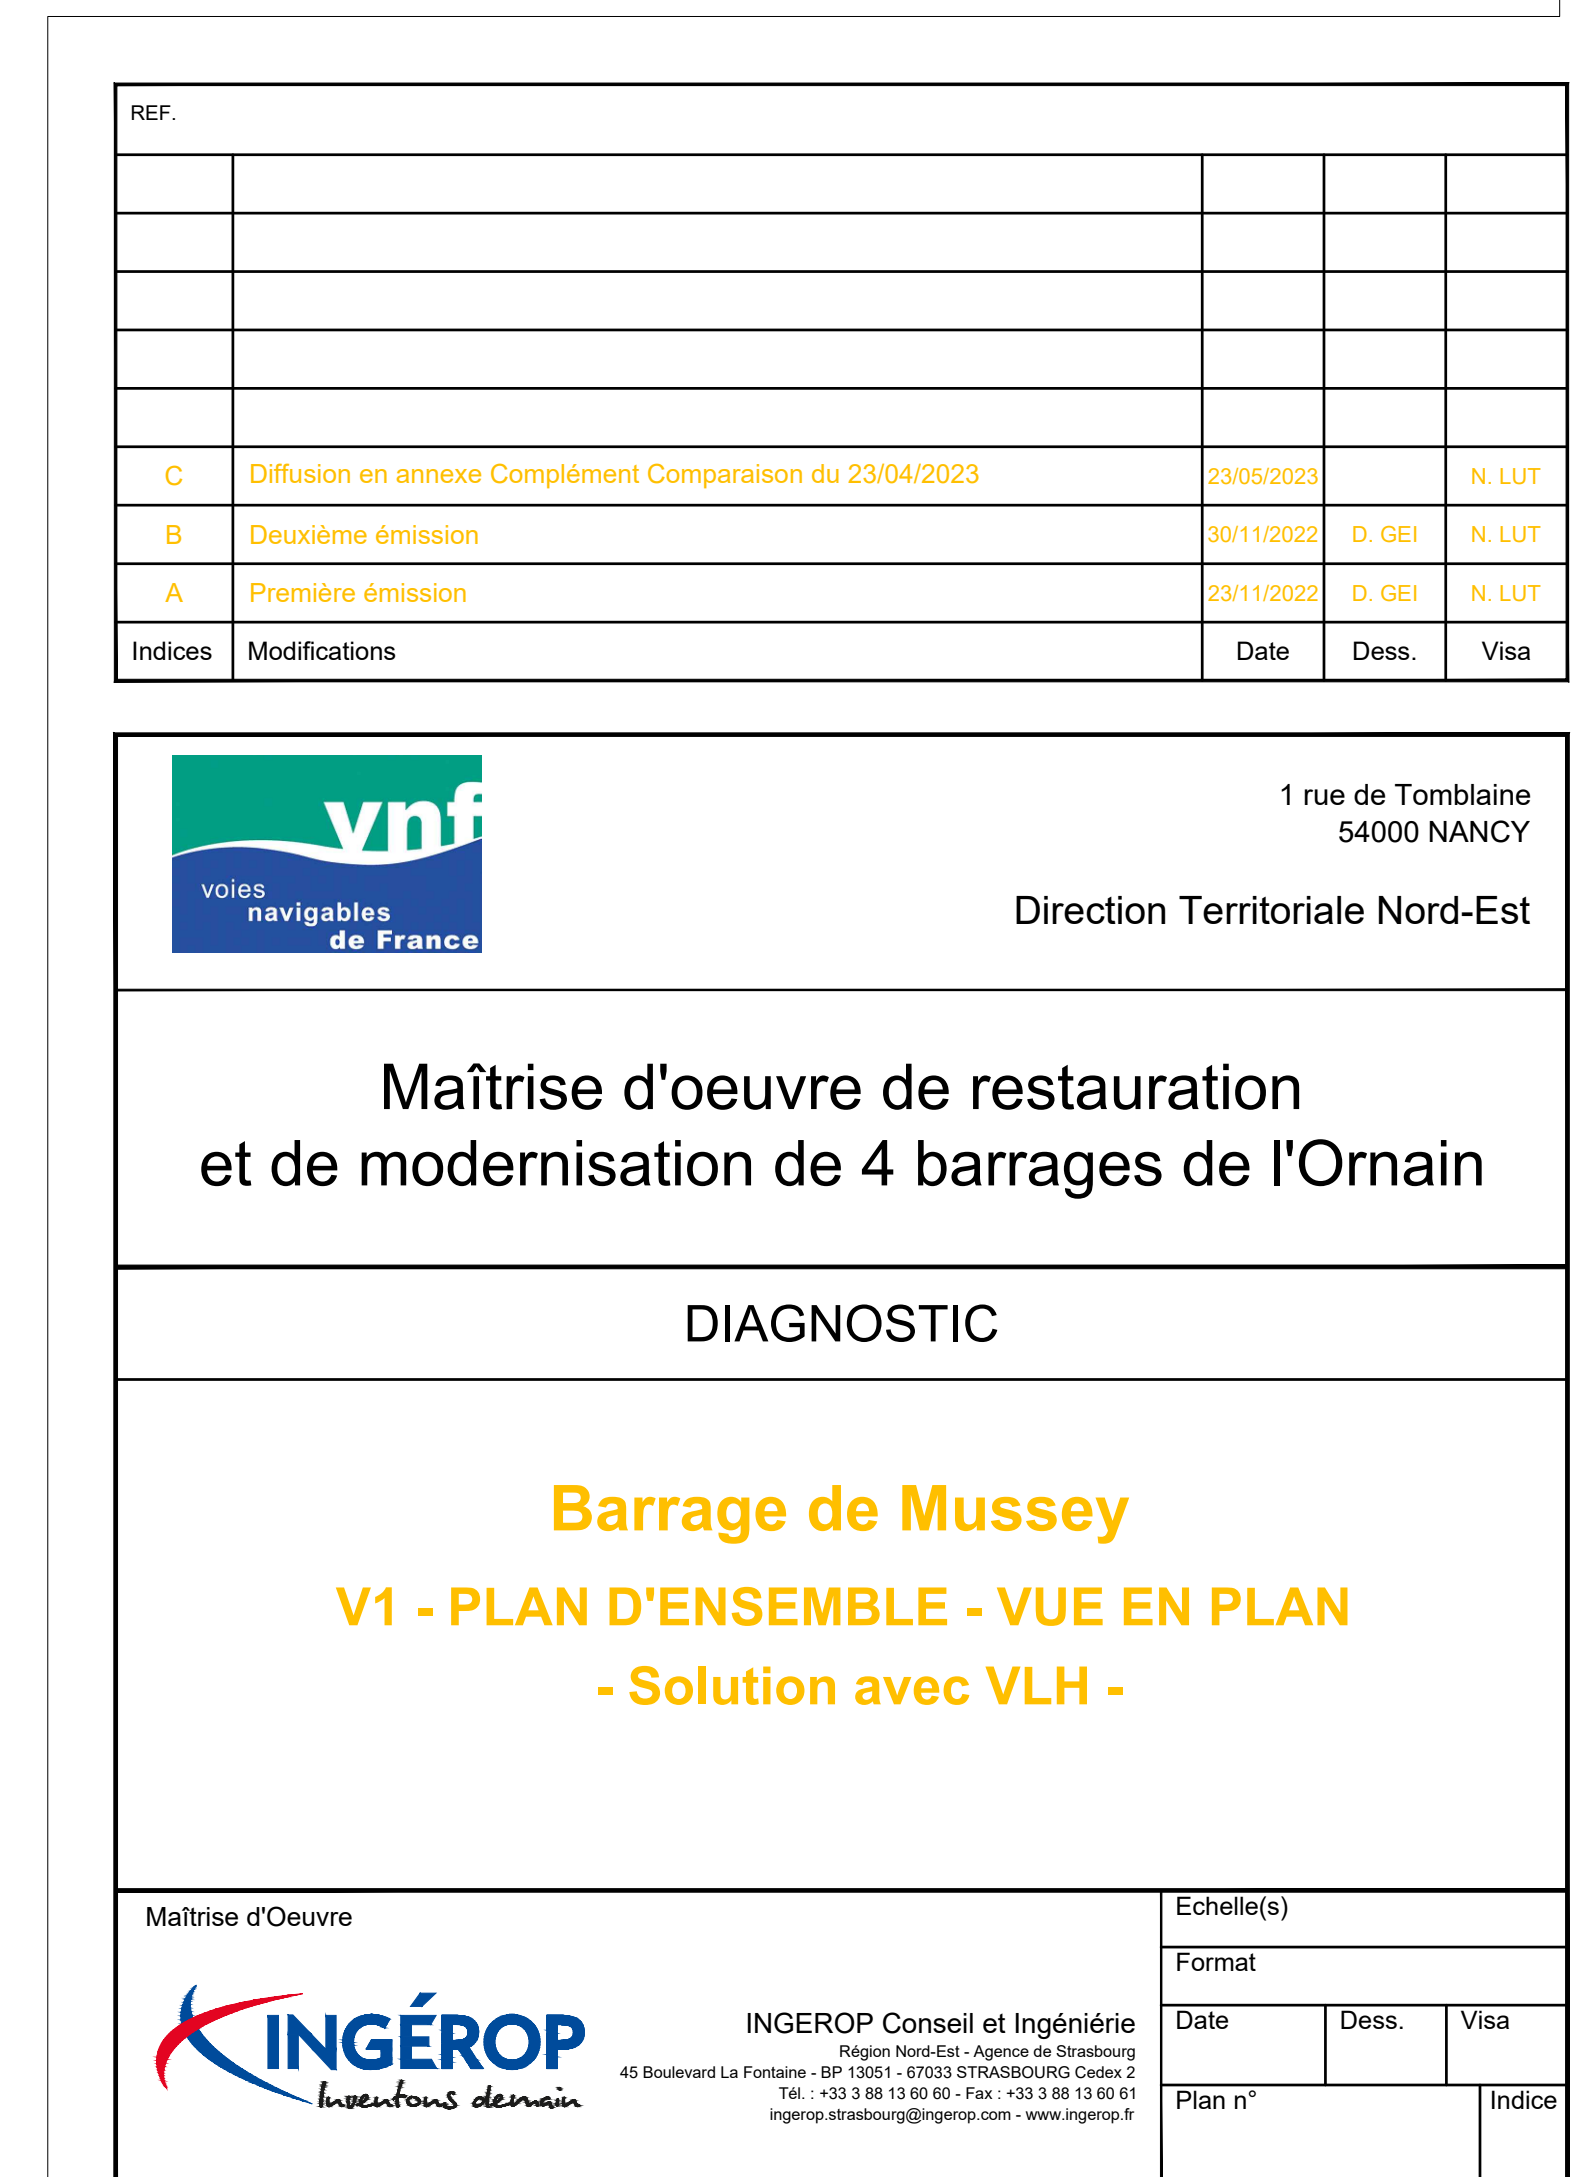 REF.
C Diffusion en annexe Complément Comparaison du 23/04/2023 23/05/2023 N. LUT
B Deuxième émission 30/11/2022 D. GEI N. LUT
A Première émission 23/11/2022 D. GEI N. LUT
Indices Modifications Date Dess. Visa
vnf
voies
navigables
de France
1 rue de Tomblaine
54000 NANCY
Direction Territoriale Nord-Est
Maîtrise d'oeuvre de restauration
et de modernisation de 4 barrages de l'Ornain
DIAGNOSTIC
Barrage de Mussey
V1 - PLAN D'ENSEMBLE - VUE EN PLAN
- Solution avec VLH -
Maîtrise d'Oeuvre
INGÉROP
Inventons demain
INGEROP Conseil et Ingéniérie
Région Nord-Est - Agence de Strasbourg
45 Boulevard La Fontaine - BP 13051 - 67033 STRASBOURG Cedex 2
Tél. : +33 3 88 13 60 60 - Fax : +33 3 88 13 60 61
ingerop.strasbourg@ingerop.com - www.ingerop.fr
Echelle(s)
Format
Date Dess. Visa
Plan n° Indice